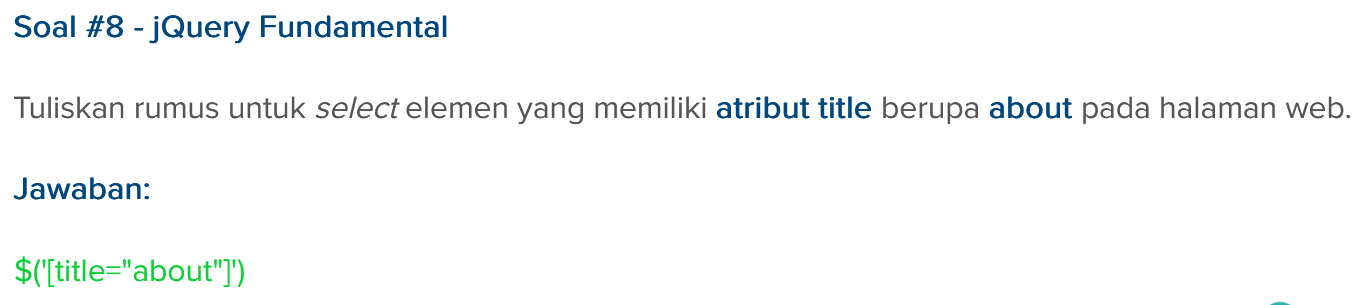 Soal #8 - jQuery Fundamental
Tuliskan rumus untuk select elemen yang memiliki atribut title berupa about pada halaman web.
Jawaban:
$('[title="about"]')